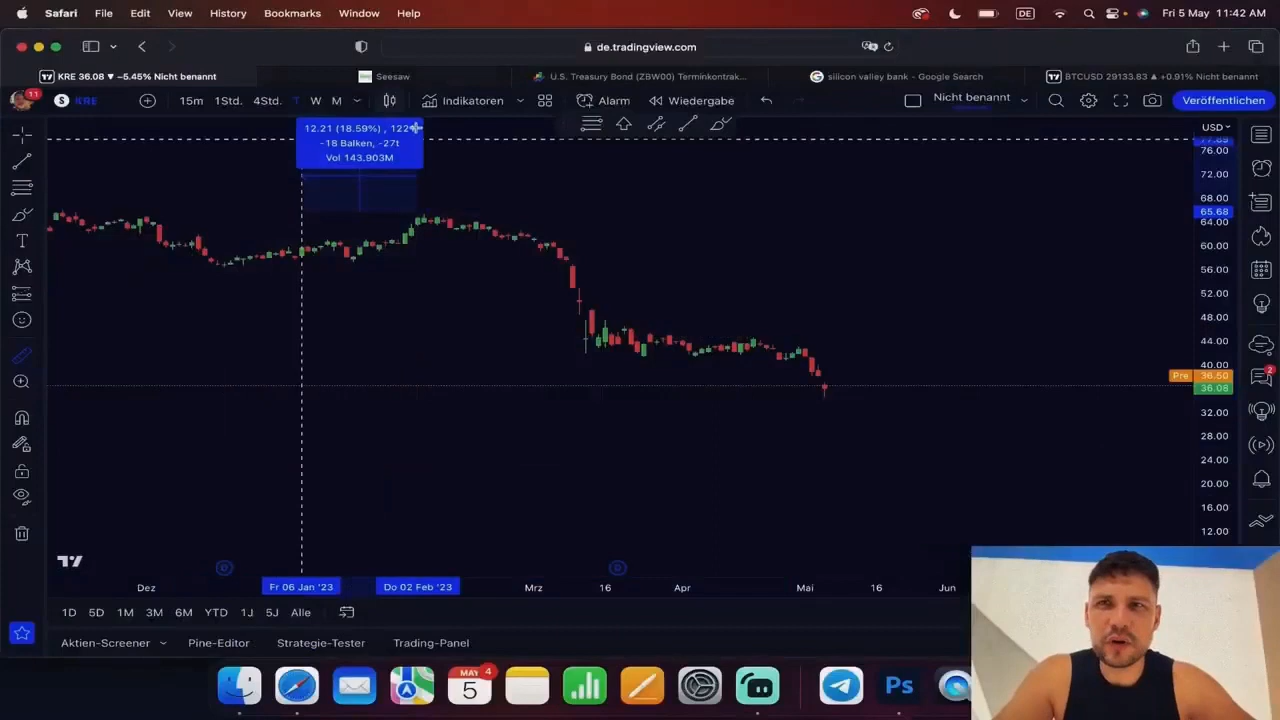 Safari File Edit View History Bookmarks Window Help DE Fri 5 May 11:42 AM
de.tradingview.com
KRE 36.08 ▼ −5.45% Nicht benannt
Seesaw
U.S. Treasury Bond (ZBW00) Terminkontrak...
silicon valley bank - Google Search
BTCUSD 29133.83 ▲ +0.91% Nicht benannt
11
S KRE 15m 1Std. 4Std. T W M Indikatoren Alarm Wiedergabe Nicht benannt Veröffentlichen
12.21 (18.59%) , 122
-18 Balken, -27t
Vol 143.903M
USD
76.00
72.00
68.00
65.68
64.00
60.00
56.00
52.00
48.00
44.00
40.00
Pre 36.50
36.08
32.00
28.00
24.00
20.00
16.00
12.00
2
Dez Fr 06 Jan '23 Do 02 Feb '23 Mrz 16 Apr Mai 16 Jun
1D 5D 1M 3M 6M YTD 1J 5J Alle
Aktien-Screener Pine-Editor Strategie-Tester Trading-Panel
MAY 4
5
Ps